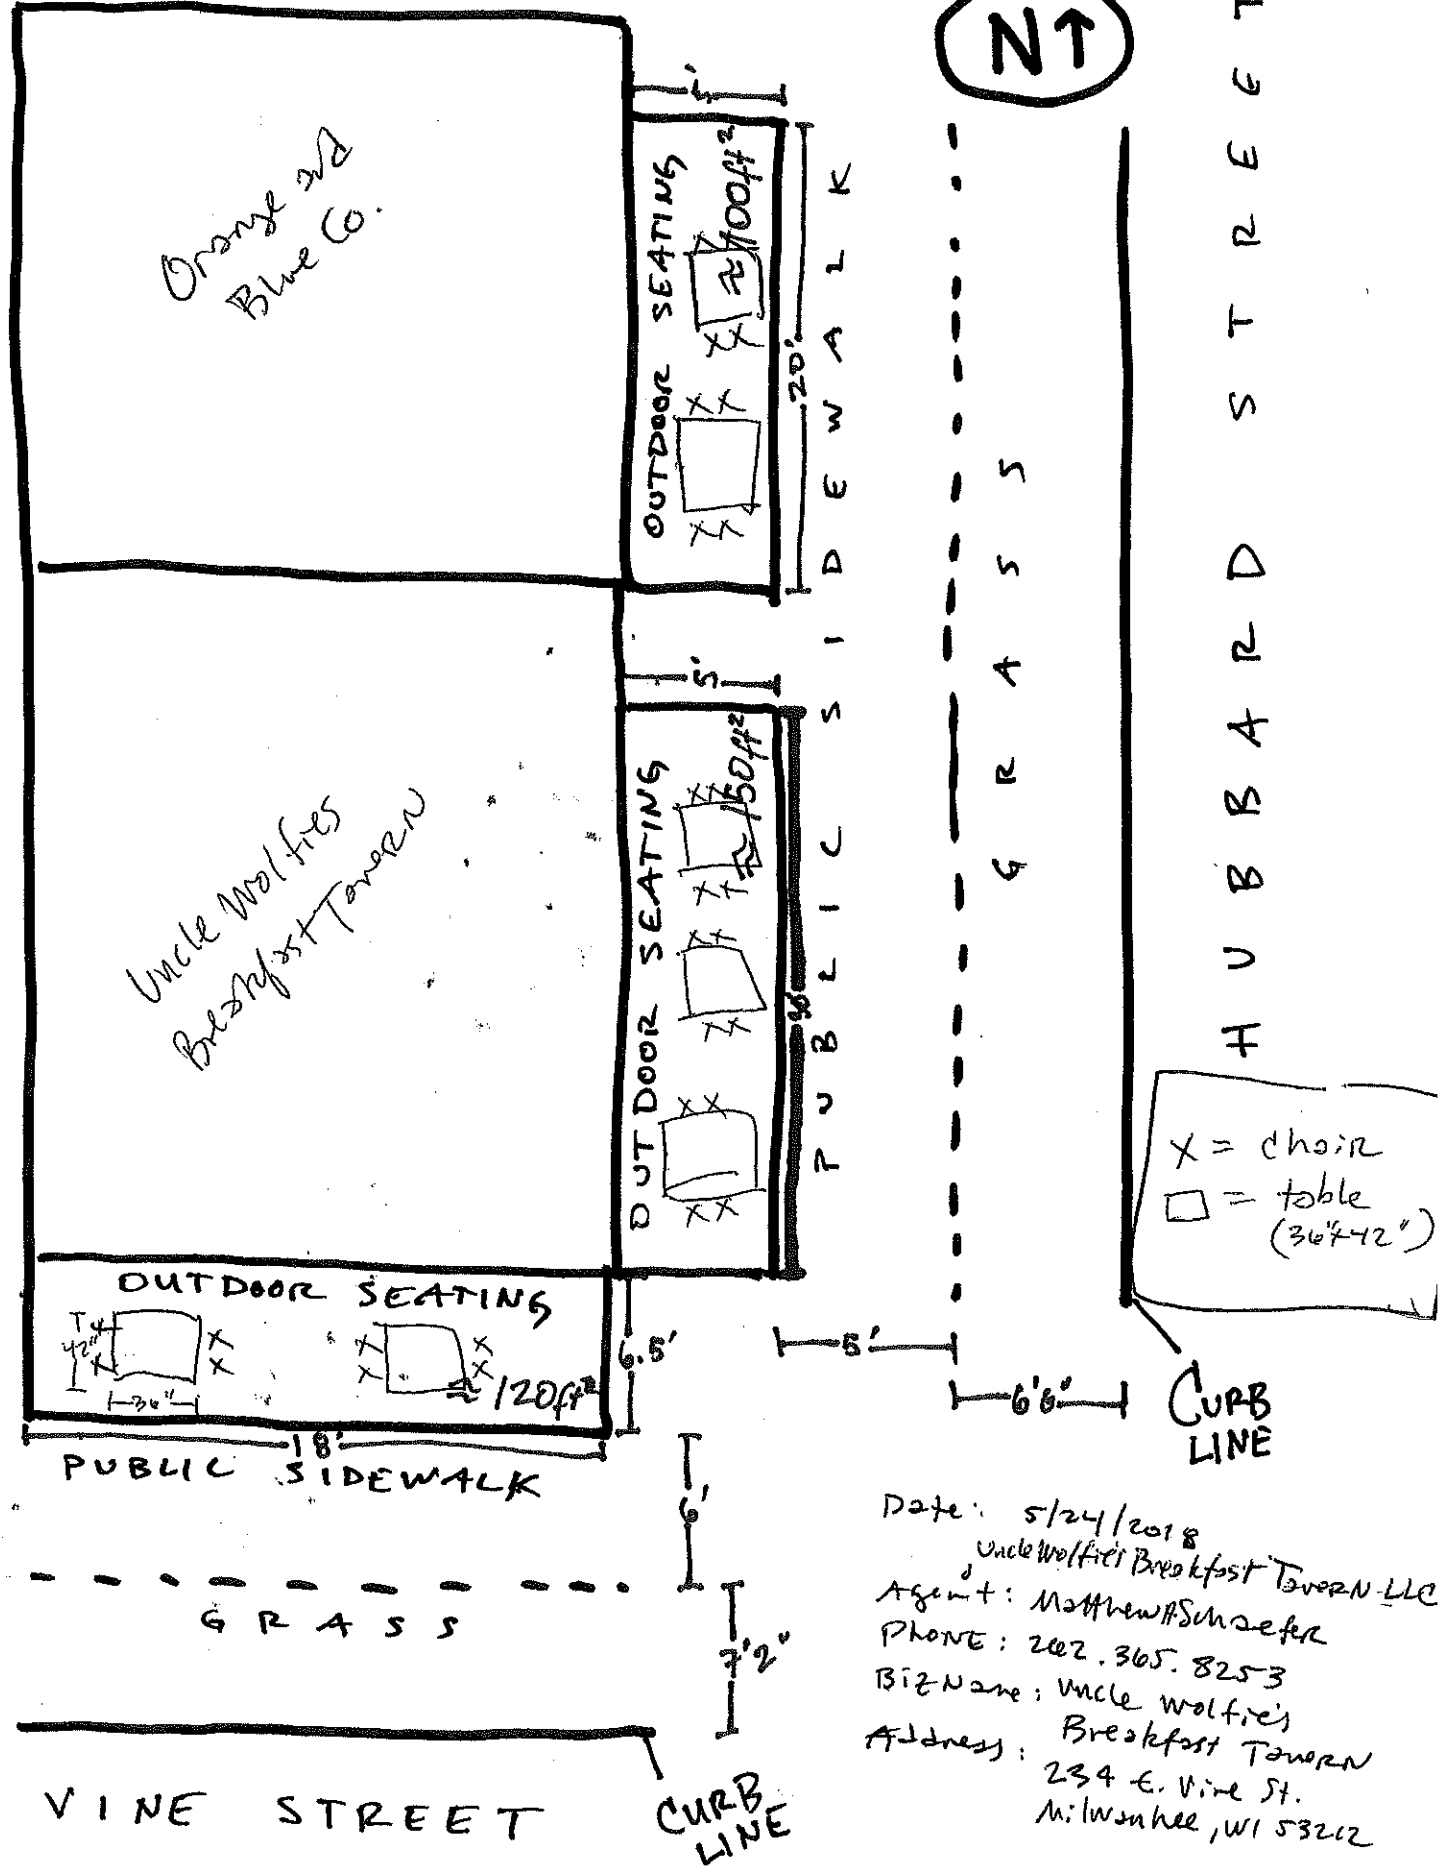 N↑
HUBBARD STREET
Orange and
Blue Co.
5'
OUTDOOR SEATING
≈100ft²
20'
PUBLIC SIDEWALK
GRASS
Uncle Wolfies
Breakfast Tavern
5'
OUTDOOR SEATING
≈150ft²
30'
X = chair
□ = table
(36"x42")
OUTDOOR SEATING
42"
36"
≈120ft²
6.5'
18'
5'
6'6"
CURB
LINE
PUBLIC SIDEWALK
6'
GRASS
7'2"
CURB
LINE
VINE STREET
Date: 5/24/2018
Uncle Wolfie's Breakfast Tavern LLC
Agent: Matthew A Schaefer
PHONE: 262.365.8253
Biz Name: Uncle Wolfie's
Breakfast Tavern
Address:
234 E. Vine St.
Milwaukee, WI 53212